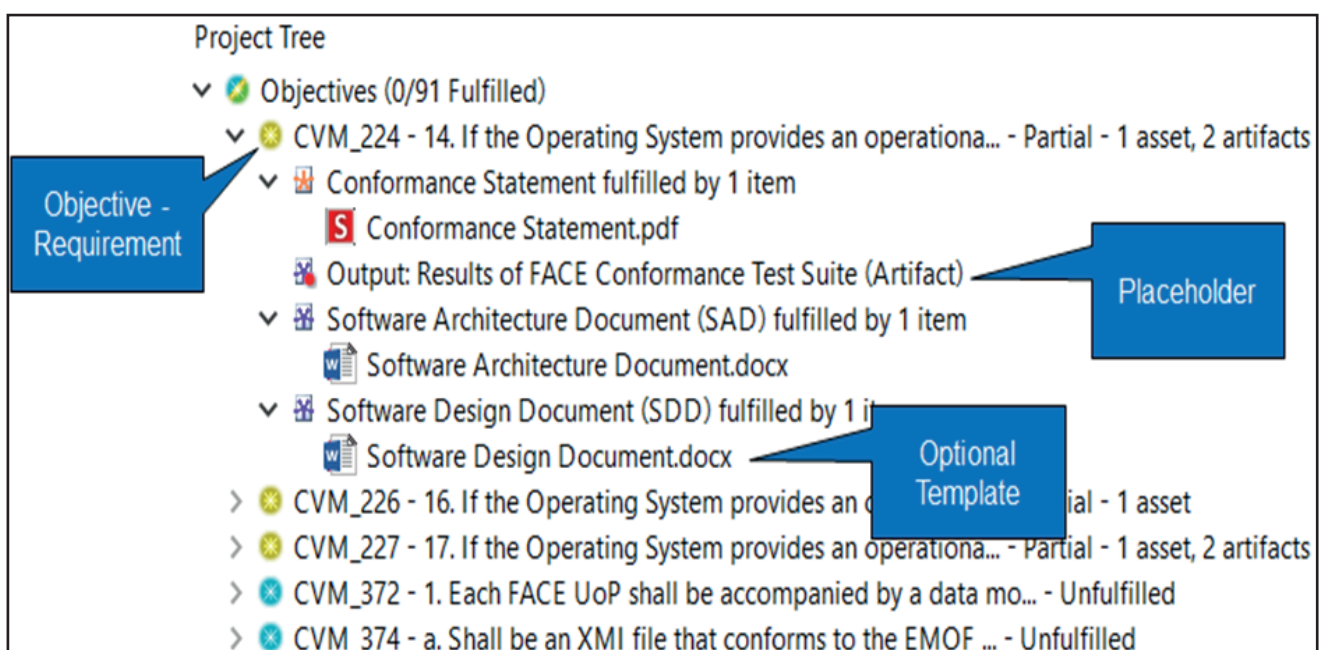 Project Tree
Objectives (0/91 Fulfilled)
CVM_224 - 14. If the Operating System provides an operationa... - Partial - 1 asset, 2 artifacts
Objective -
Requirement
Conformance Statement fulfilled by 1 item
S Conformance Statement.pdf
Output: Results of FACE Conformance Test Suite (Artifact)
Placeholder
Software Architecture Document (SAD) fulfilled by 1 item
W Software Architecture Document.docx
Software Design Document (SDD) fulfilled by 1
W Software Design Document.docx
Optional
Template
CVM_226 - 16. If the Operating System provides an - 1 asset
CVM_227 - 17. If the Operating System provides an operationa... - Partial - 1 asset, 2 artifacts
CVM_372 - 1. Each FACE UoP shall be accompanied by a data mo... - Unfulfilled
CVM_374 - a. Shall be an XMI file that conforms to the EMOF ... - Unfulfilled